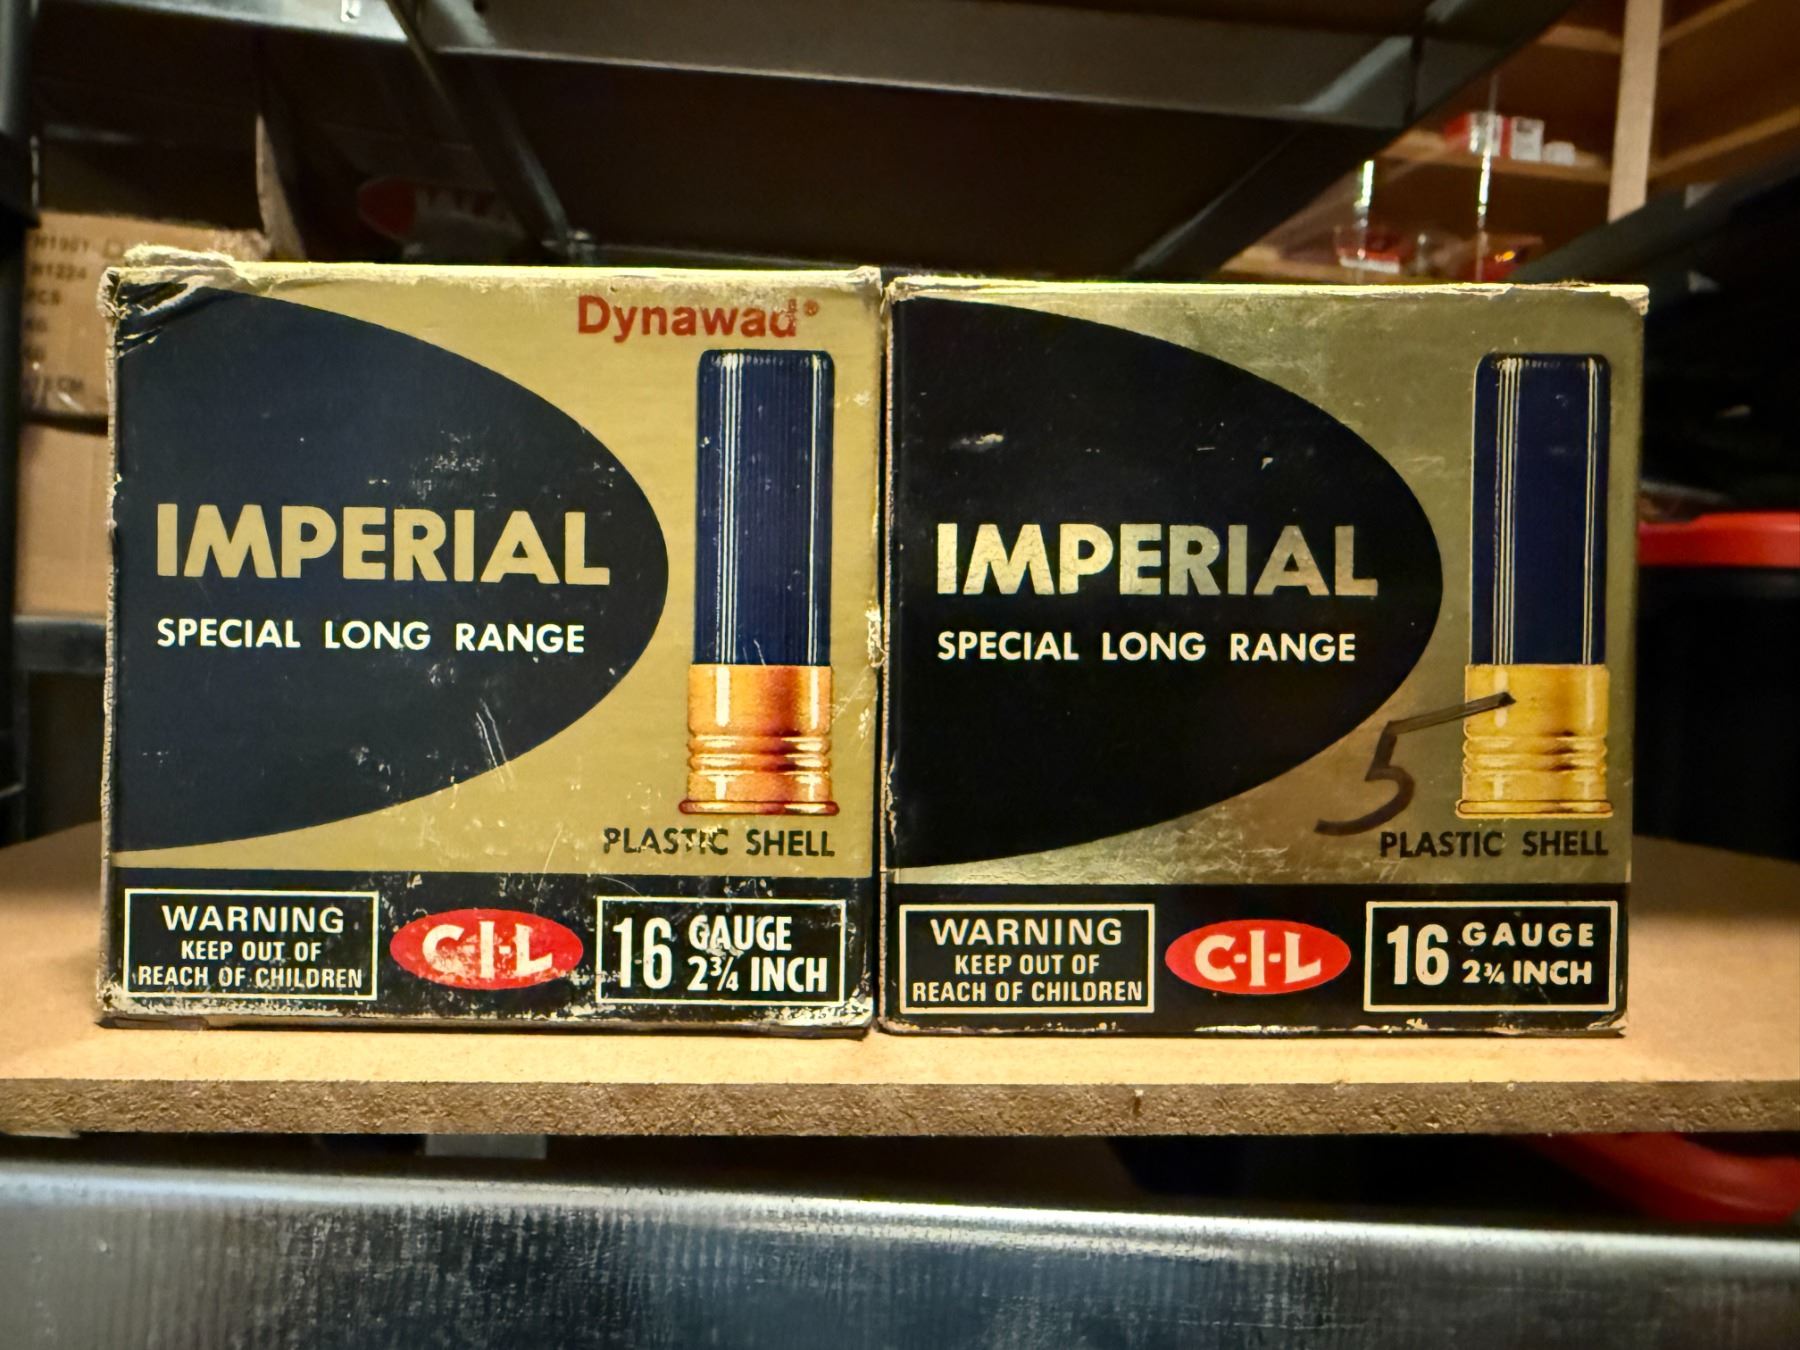 H1224
Dynawad®
IMPERIAL
SPECIAL LONG RANGE
PLASTIC SHELL
WARNING
KEEP OUT OF
REACH OF CHILDREN
C-I-L
16 GAUGE
2¾ INCH
IMPERIAL
SPECIAL LONG RANGE
5
PLASTIC SHELL
WARNING
KEEP OUT OF
REACH OF CHILDREN
C-I-L
16 GAUGE
2¾ INCH